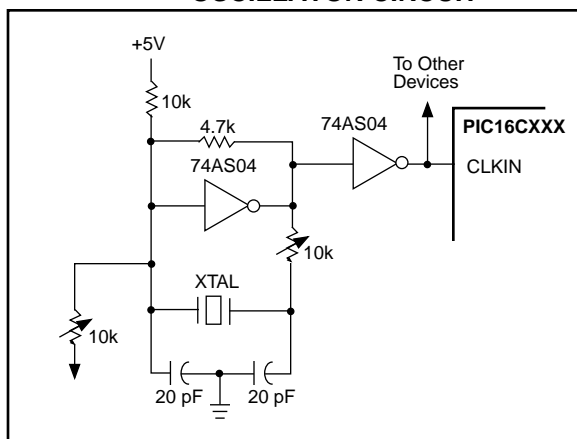 OSCILLATOR CIRCUIT
+5V
To Other
Devices
10k
4.7k
74AS04
PIC16CXXX
74AS04
CLKIN
10k
XTAL
10k
20 pF
20 pF